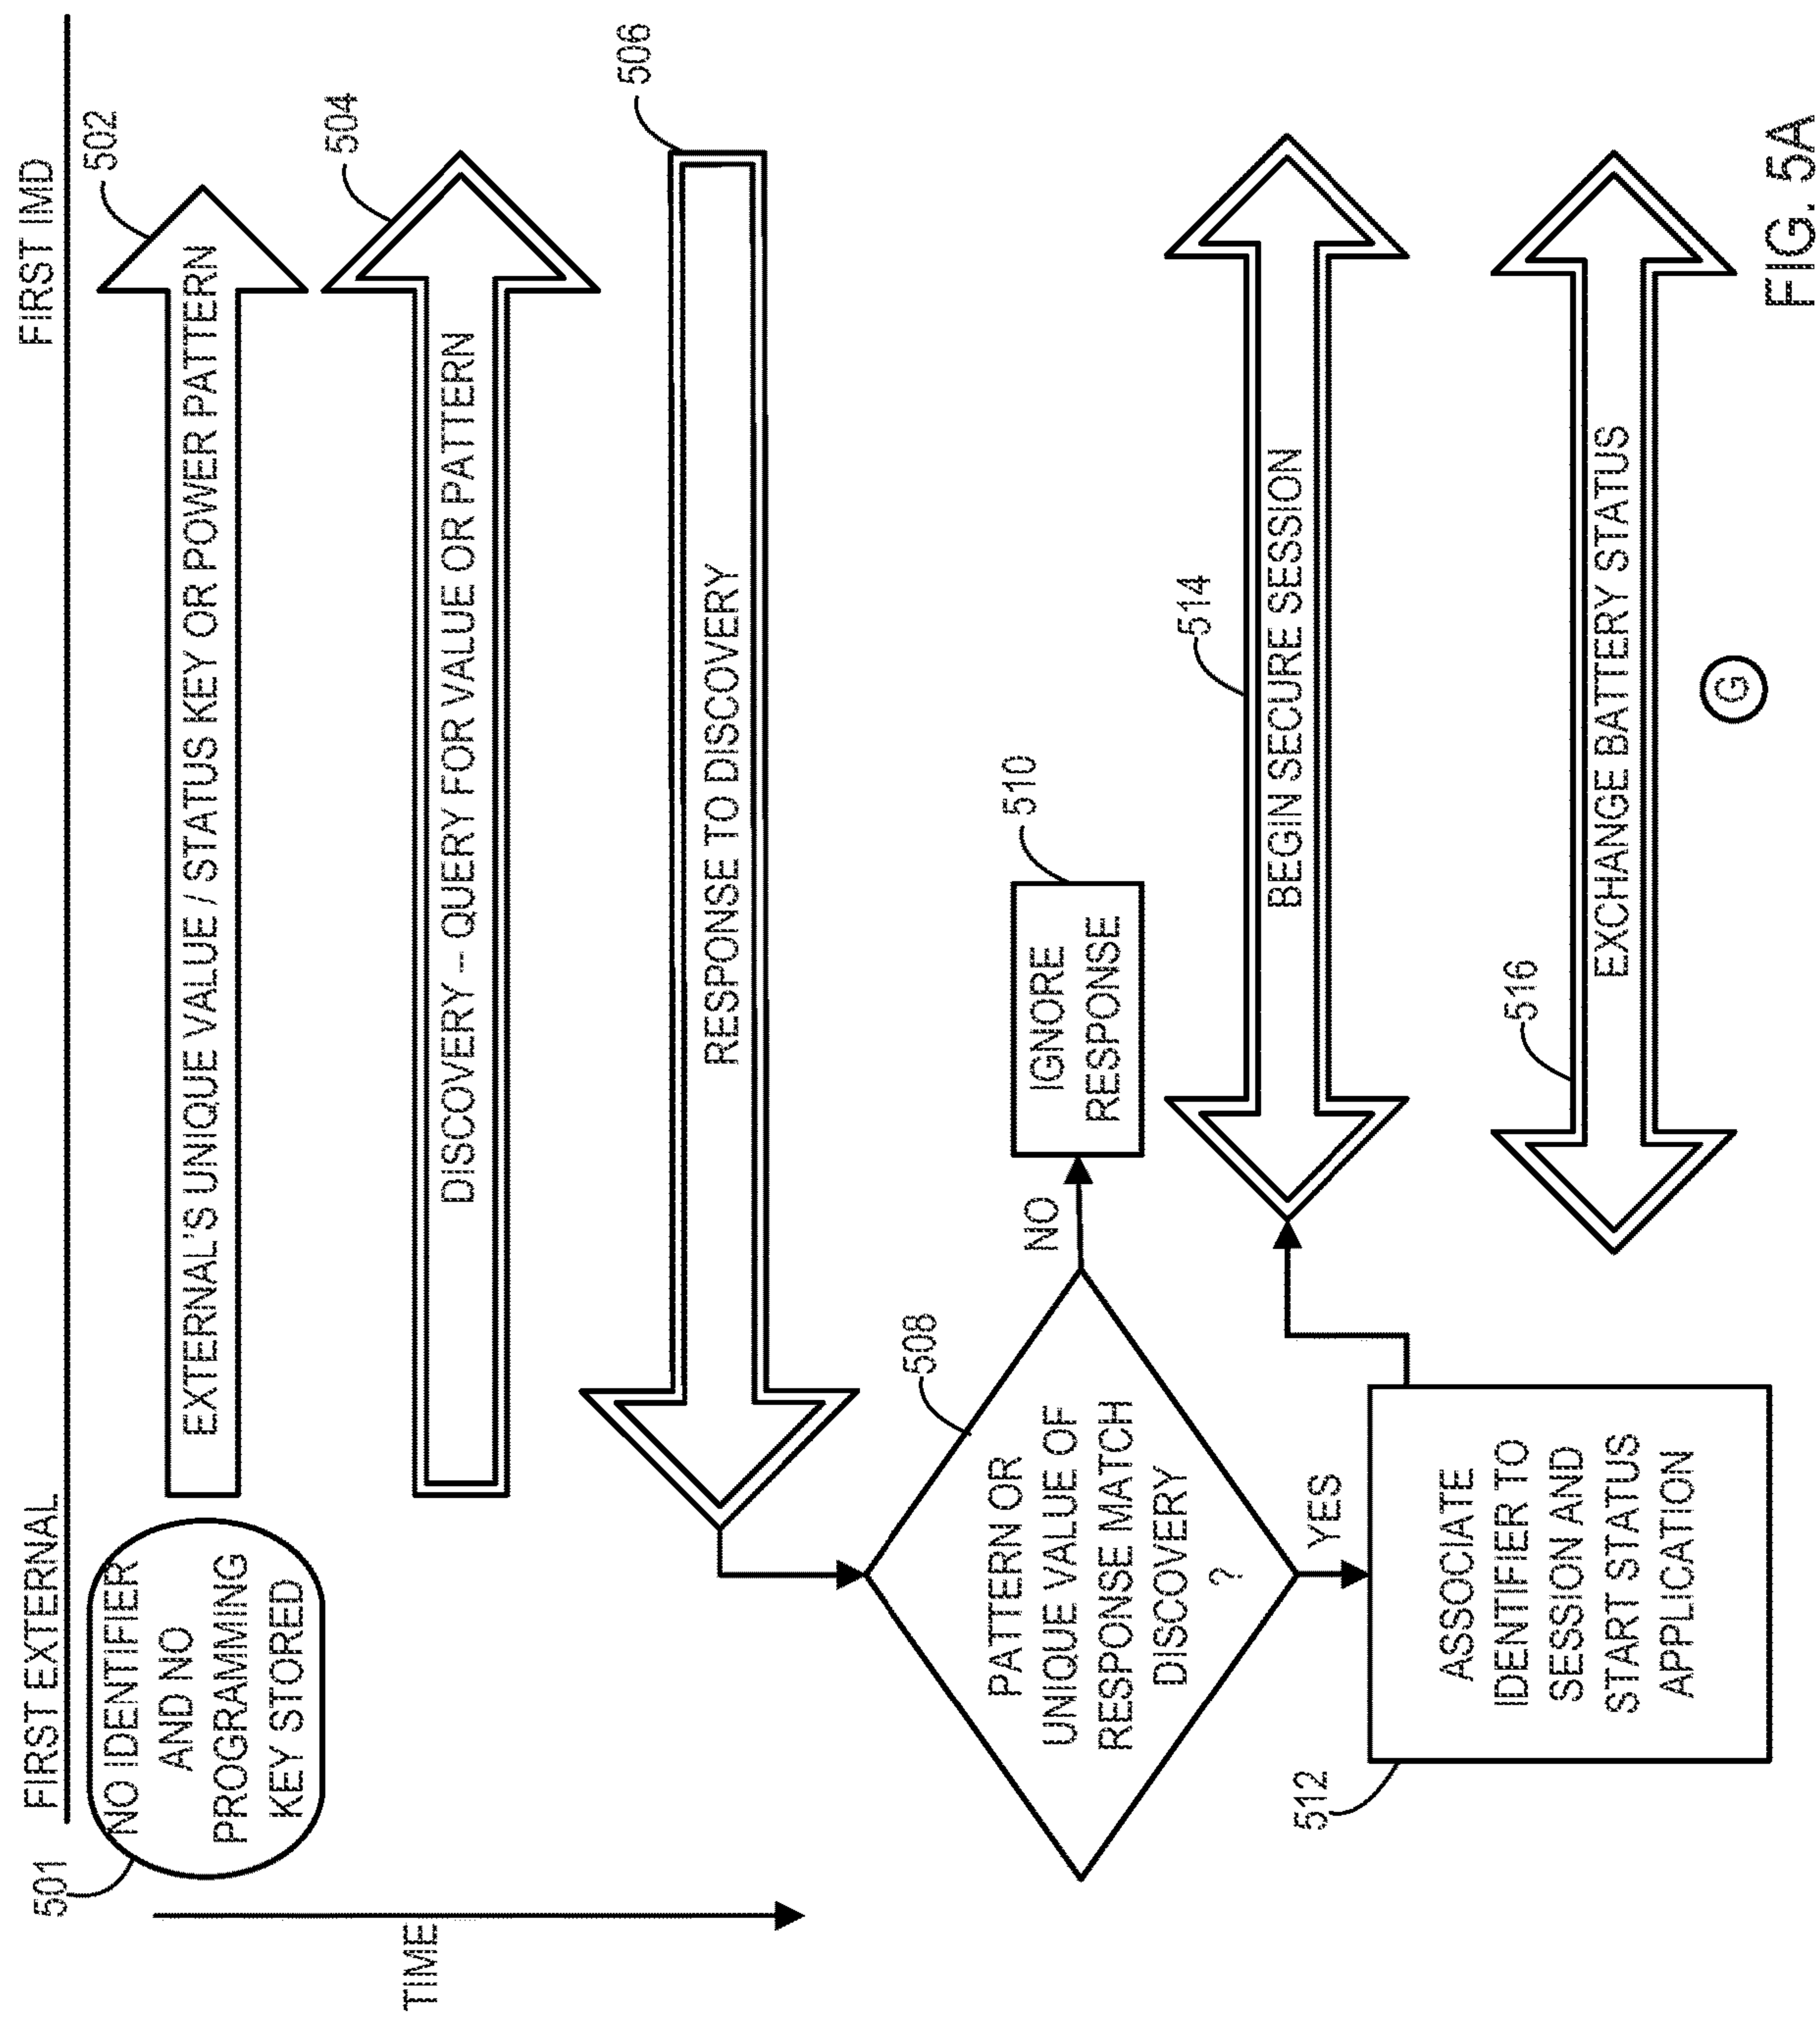 FIRST EXTERNAL
FIRST IMD
501
NO IDENTIFIER
AND NO
PROGRAMMING
KEY STORED
502
EXTERNAL'S UNIQUE VALUE / STATUS KEY OR POWER PATTERN
TIME
504
DISCOVERY -- QUERY FOR VALUE OR PATTERN
506
RESPONSE TO DISCOVERY
508
PATTERN OR
UNIQUE VALUE OF
RESPONSE MATCH
DISCOVERY
?
NO
510
IGNORE
RESPONSE
YES
512
ASSOCIATE
IDENTIFIER TO
SESSION AND
START STATUS
APPLICATION
514
BEGIN SECURE SESSION
516
EXCHANGE BATTERY STATUS
G
FIG. 5A